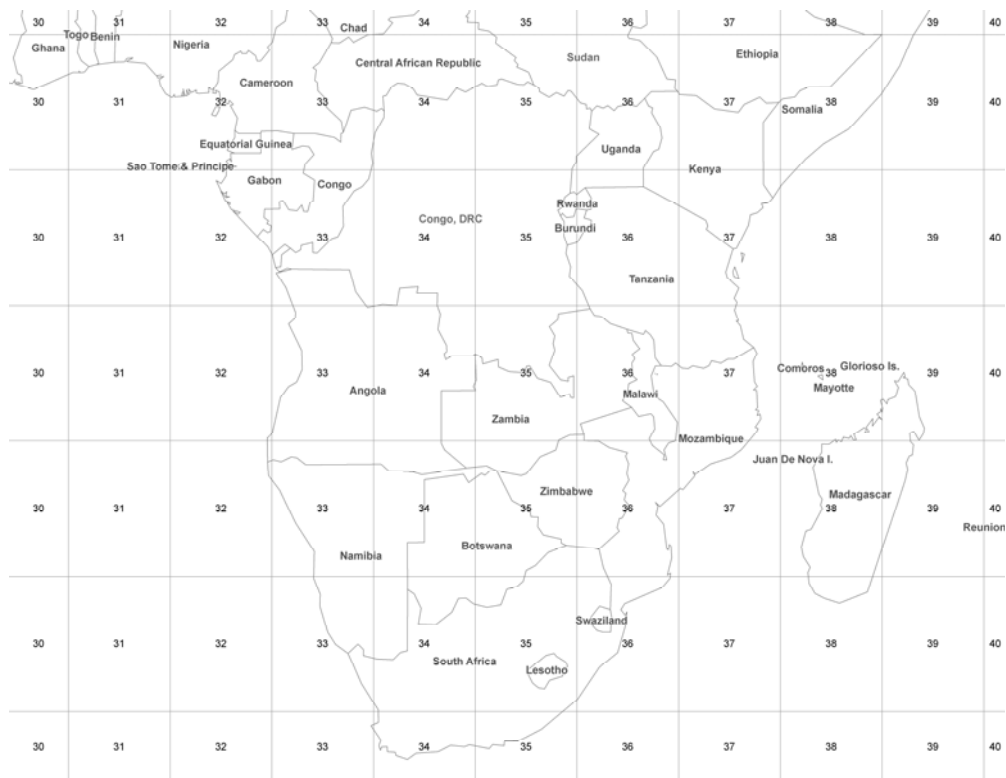 30 31 32 33 34 35 36 37 38 39 40
Togo Benin Chad
Ghana Nigeria Central African Republic Sudan Ethiopia
Cameroon
30 31 32 33 34 35 36 37 38 39 40
Somalia
Equatorial Guinea Uganda
Sao Tome & Principe Gabon Congo Kenya
Rwanda
Congo, DRC Burundi
30 31 32 33 34 35 36 37 38 39 40
Tanzania
Comoros Glorioso Is.
30 31 32 33 34 35 36 37 38 39 40
Angola Malawi Mayotte
Zambia
Mozambique
Juan De Nova I.
Zimbabwe Madagascar
30 31 32 33 34 35 36 37 38 39 40
Reunion
Namibia Botswana
Swaziland
30 31 32 33 34 35 36 37 38 39 40
South Africa Lesotho
30 31 32 33 34 35 36 37 38 39 40